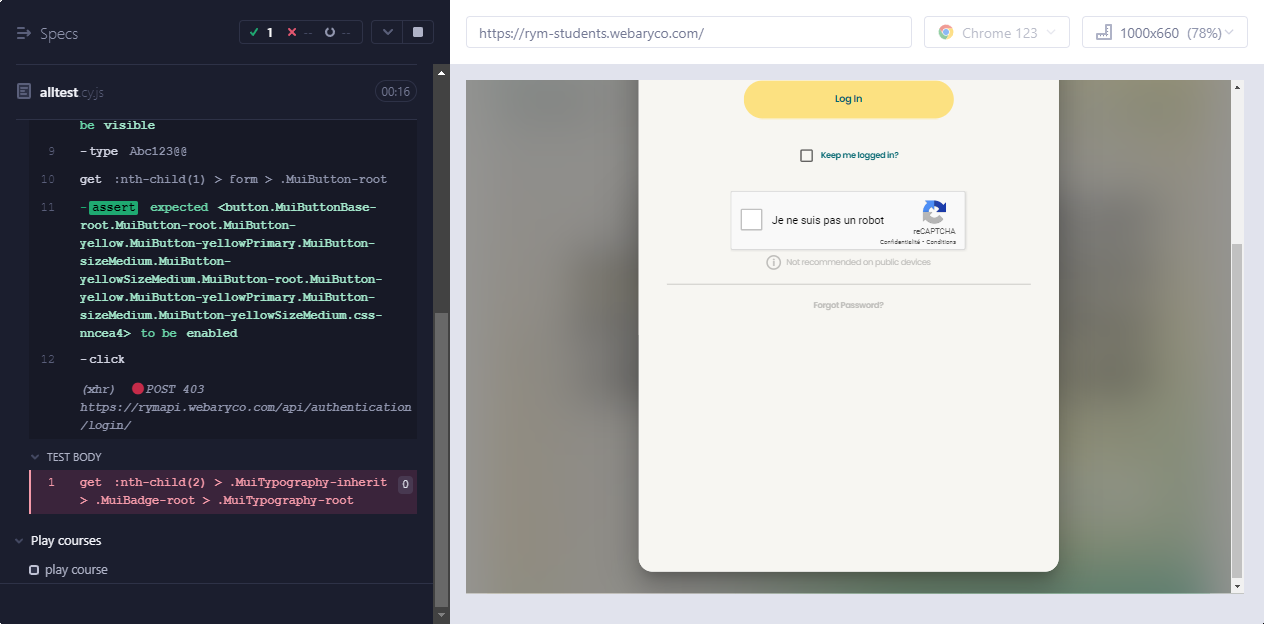 Specs
1
--
--
alltest.cy.js
00:16
be visible
9 -type Abc123@@
10 get :nth-child(1) > form > .MuiButton-root
11 -assert expected <button.MuiButtonBase-
root.MuiButton-root.MuiButton-
yellow.MuiButton-yellowPrimary.MuiButton-
sizeMedium.MuiButton-
yellowSizeMedium.MuiButton-root.MuiButton-
yellow.MuiButton-yellowPrimary.MuiButton-
sizeMedium.MuiButton-yellowSizeMedium.css-
nncea4> to be enabled
12 -click
(xhr) POST 403
https://rymapi.webaryco.com/api/authentication
/login/
TEST BODY
1 get :nth-child(2) > .MuiTypography-inherit 0
> .MuiBadge-root > .MuiTypography-root
Play courses
play course
https://rym-students.webaryco.com/
Chrome 123
1000x660 (78%)
Log In
Keep me logged in?
Je ne suis pas un robot
reCAPTCHA
Confidentialité - Conditions
Not recommended on public devices
Forgot Password?